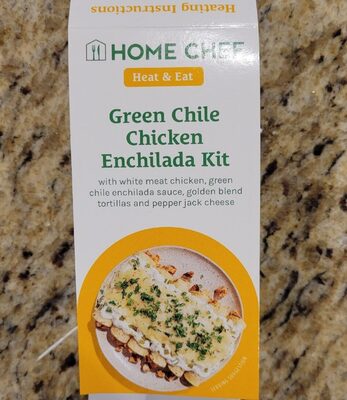 Heating Instructions
HOME CHEF
Heat & Eat
Green Chile
Chicken
Enchilada Kit
with white meat chicken, green
chile enchilada sauce, golden blend
tortillas and pepper jack cheese